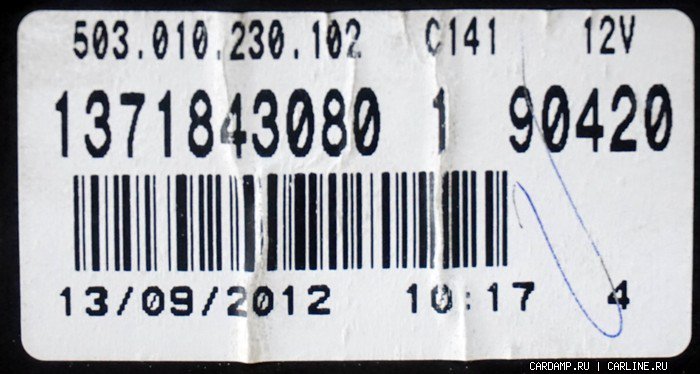 503.010.230.102 C141 12V
1371843080 1 90420
13/09/2012 10:17 4
CARDAMP.RU | CARLINE.RU